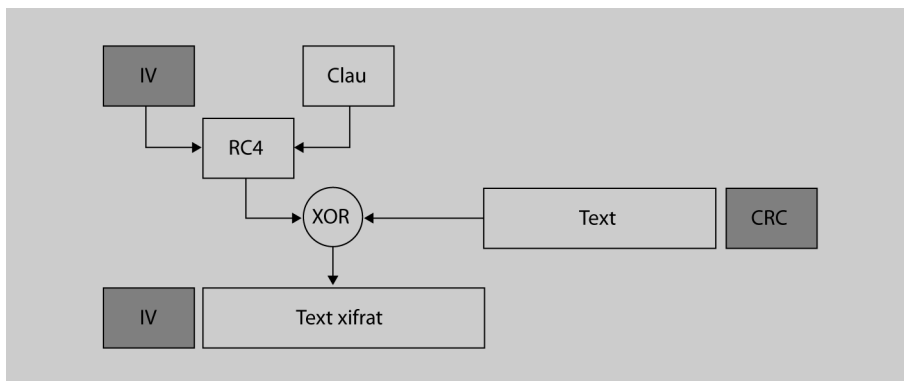 IV
Clau
RC4
XOR
Text
CRC
IV
Text xifrat